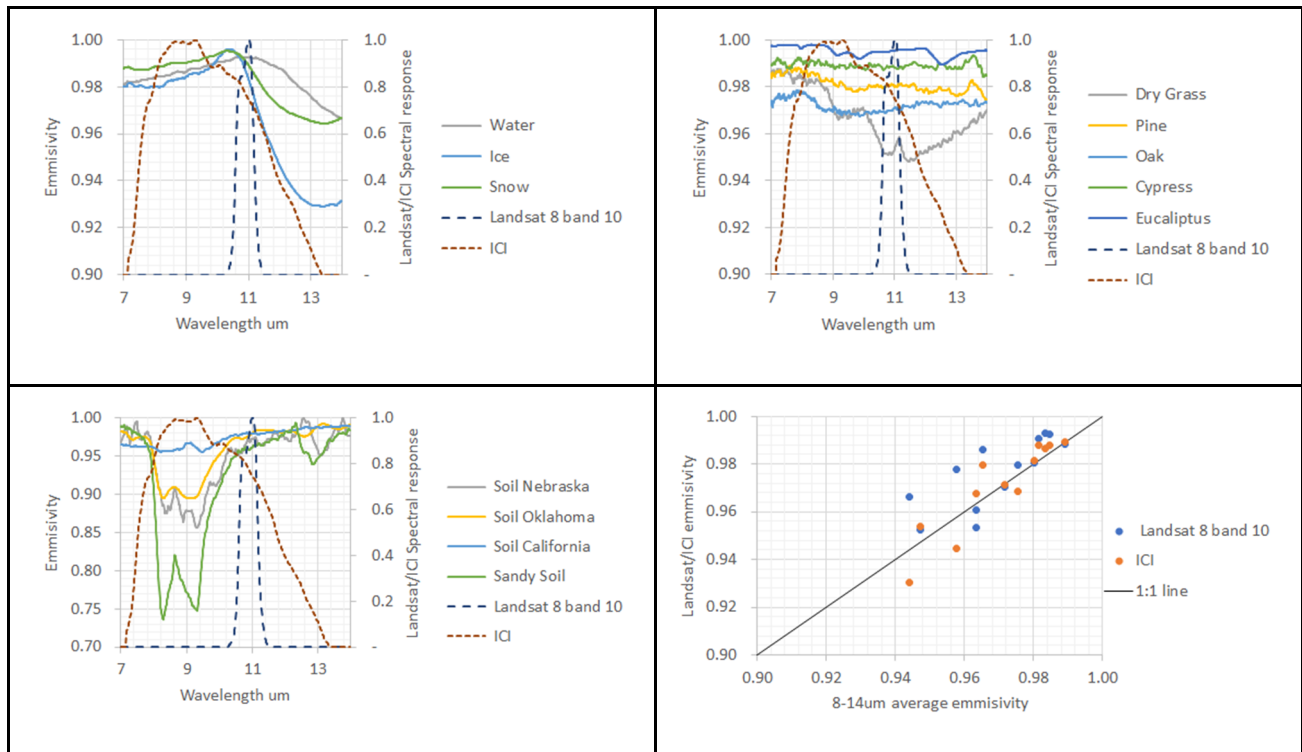 1.00
0.98
0.96
0.94
0.92
0.90
Emmisivity
7 9 11 13
Wavelength um
1.0
0.8
0.6
0.4
0.2
-
Landsat/ICI Spectral response
Water
Ice
Snow
Landsat 8 band 10
ICI
1.00
0.98
0.96
0.94
0.92
0.90
Emmisivity
7 9 11 13
Wavelength um
1.0
0.8
0.6
0.4
0.2
-
Landsat/ICI Spectral response
Dry Grass
Pine
Oak
Cypress
Eucaliptus
Landsat 8 band 10
ICI
1.00
0.95
0.90
0.85
0.80
0.75
0.70
Emmisivity
7 9 11 13
Wavelength um
1.0
0.8
0.6
0.4
0.2
-
Landsat/ICI Spectral response
Soil Nebraska
Soil Oklahoma
Soil California
Sandy Soil
Landsat 8 band 10
ICI
1.00
0.98
0.96
0.94
0.92
0.90
Landsat/ICI emmisivity
0.90 0.92 0.94 0.96 0.98 1.00
8-14um average emmisivity
Landsat 8 band 10
ICI
1:1 line